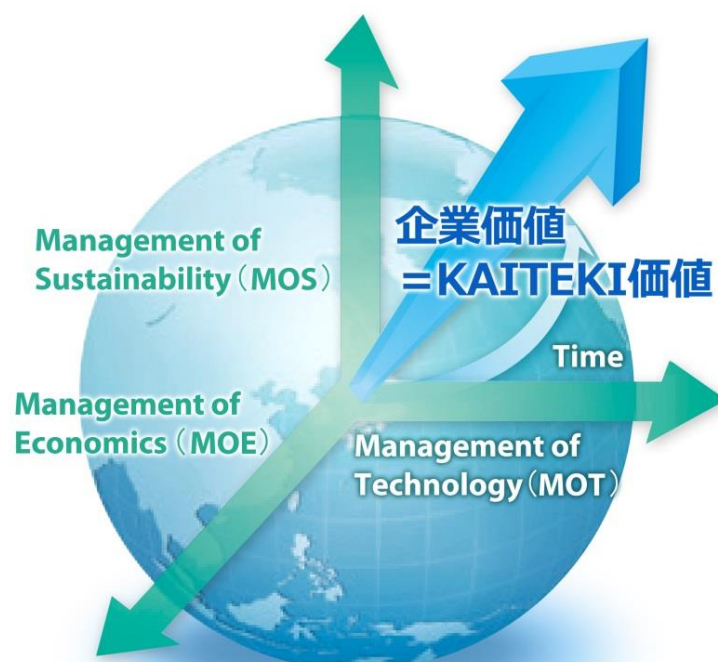 Management of
Sustainability（MOS）
企業価値
＝KAITEKI価値
Time
Management of
Economics（MOE）
Management of
Technology（MOT）